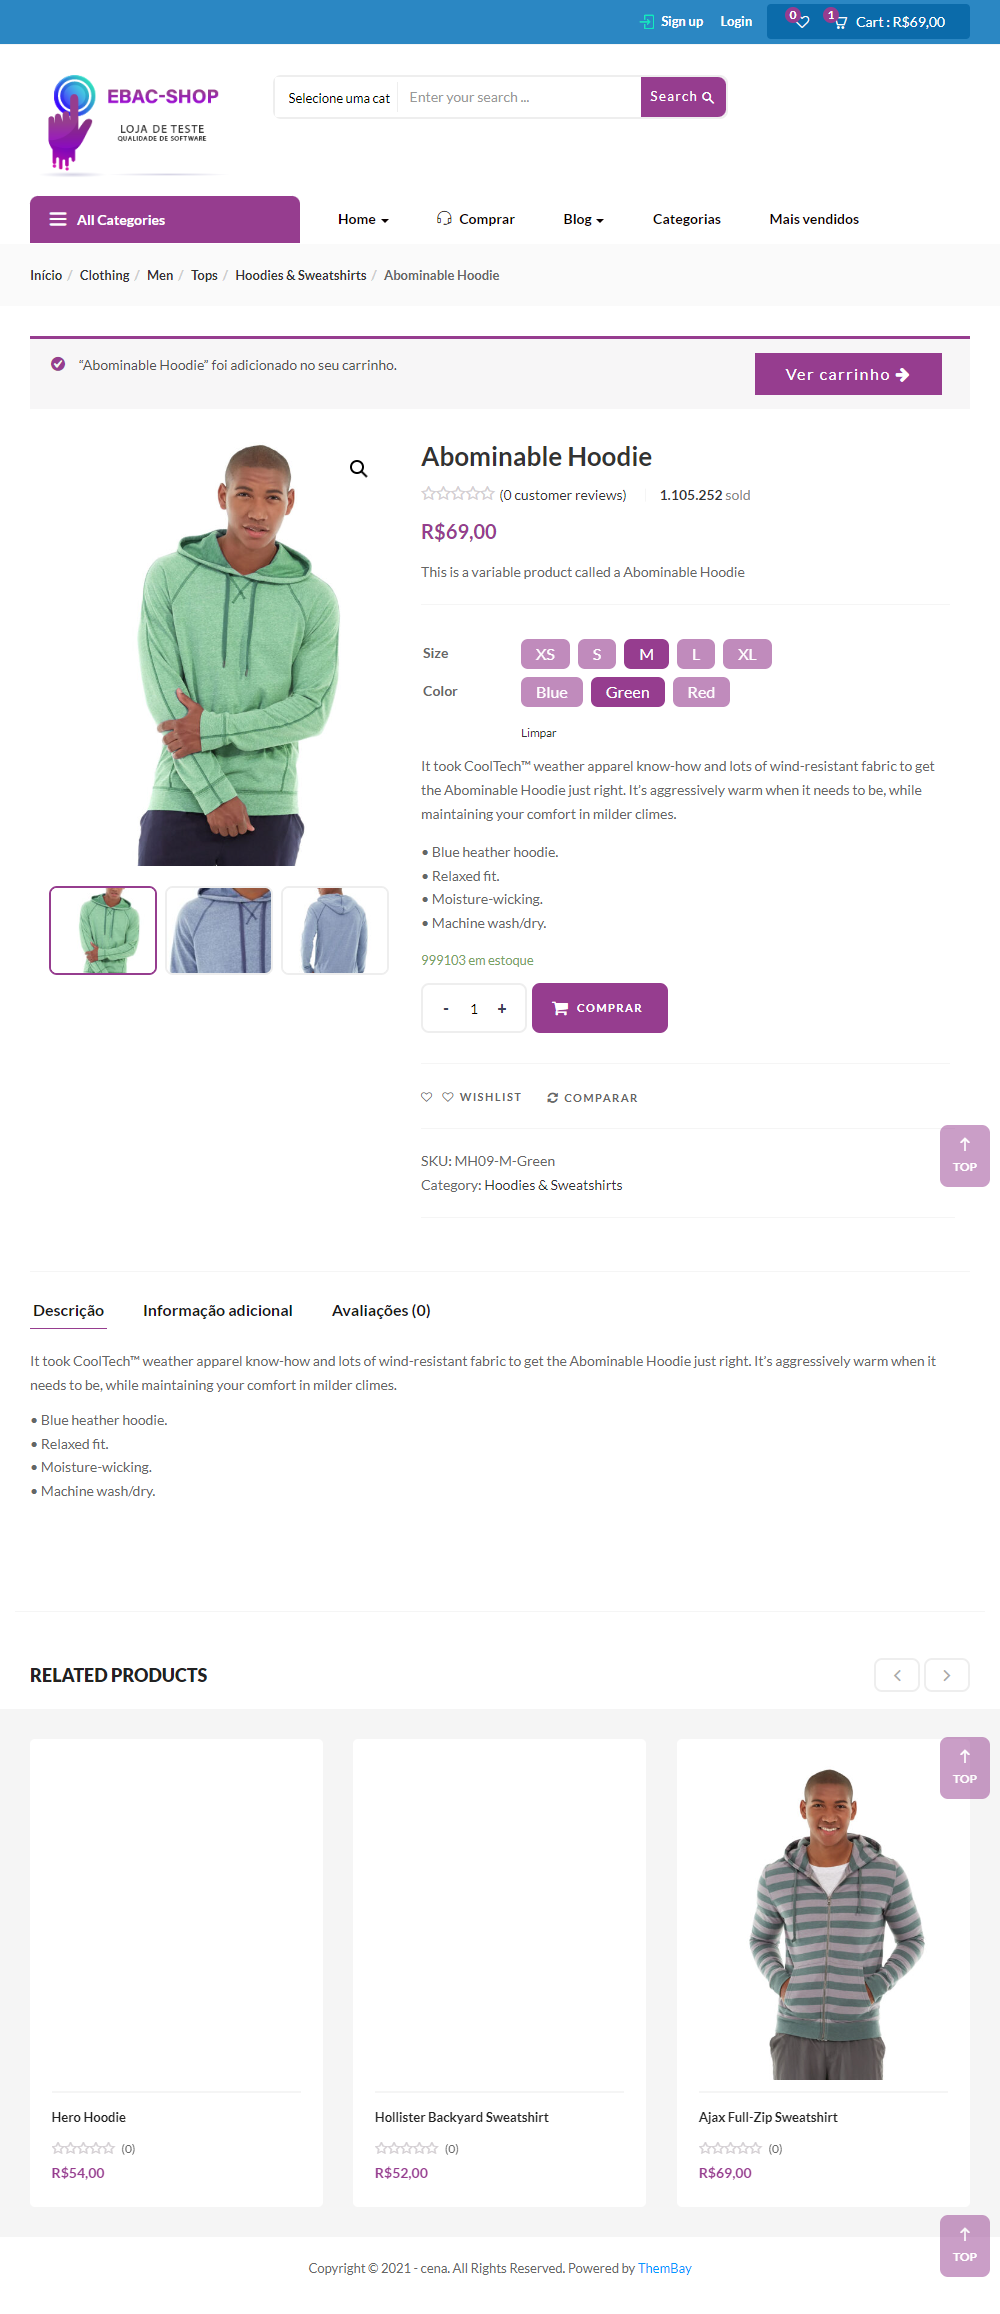 Sign up Login 0 1 Cart : R$69,00
EBAC-SHOP
LOJA DE TESTE
QUALIDADE DE SOFTWARE
Selecione uma cat Enter your search ... Search
All Categories Home Comprar Blog Categorias Mais vendidos
Início / Clothing / Men / Tops / Hoodies & Sweatshirts / Abominable Hoodie
“Abominable Hoodie” foi adicionado no seu carrinho. Ver carrinho
Abominable Hoodie
(0 customer reviews) 1.105.252 sold
R$69,00
This is a variable product called a Abominable Hoodie
Size XS S M L XL
Color Blue Green Red
Limpar
It took CoolTech™ weather apparel know-how and lots of wind-resistant fabric to get
the Abominable Hoodie just right. It’s aggressively warm when it needs to be, while
maintaining your comfort in milder climes.
• Blue heather hoodie.
• Relaxed fit.
• Moisture-wicking.
• Machine wash/dry.
999103 em estoque
- 1 + COMPRAR
WISHLIST COMPARAR
TOP
SKU: MH09-M-Green
Category: Hoodies & Sweatshirts
Descrição Informação adicional Avaliações (0)
It took CoolTech™ weather apparel know-how and lots of wind-resistant fabric to get the Abominable Hoodie just right. It’s aggressively warm when it
needs to be, while maintaining your comfort in milder climes.
• Blue heather hoodie.
• Relaxed fit.
• Moisture-wicking.
• Machine wash/dry.
RELATED PRODUCTS
TOP
Hero Hoodie Hollister Backyard Sweatshirt Ajax Full-Zip Sweatshirt
(0) (0) (0)
R$54,00 R$52,00 R$69,00
TOP
Copyright © 2021 - cena. All Rights Reserved. Powered by ThemBay